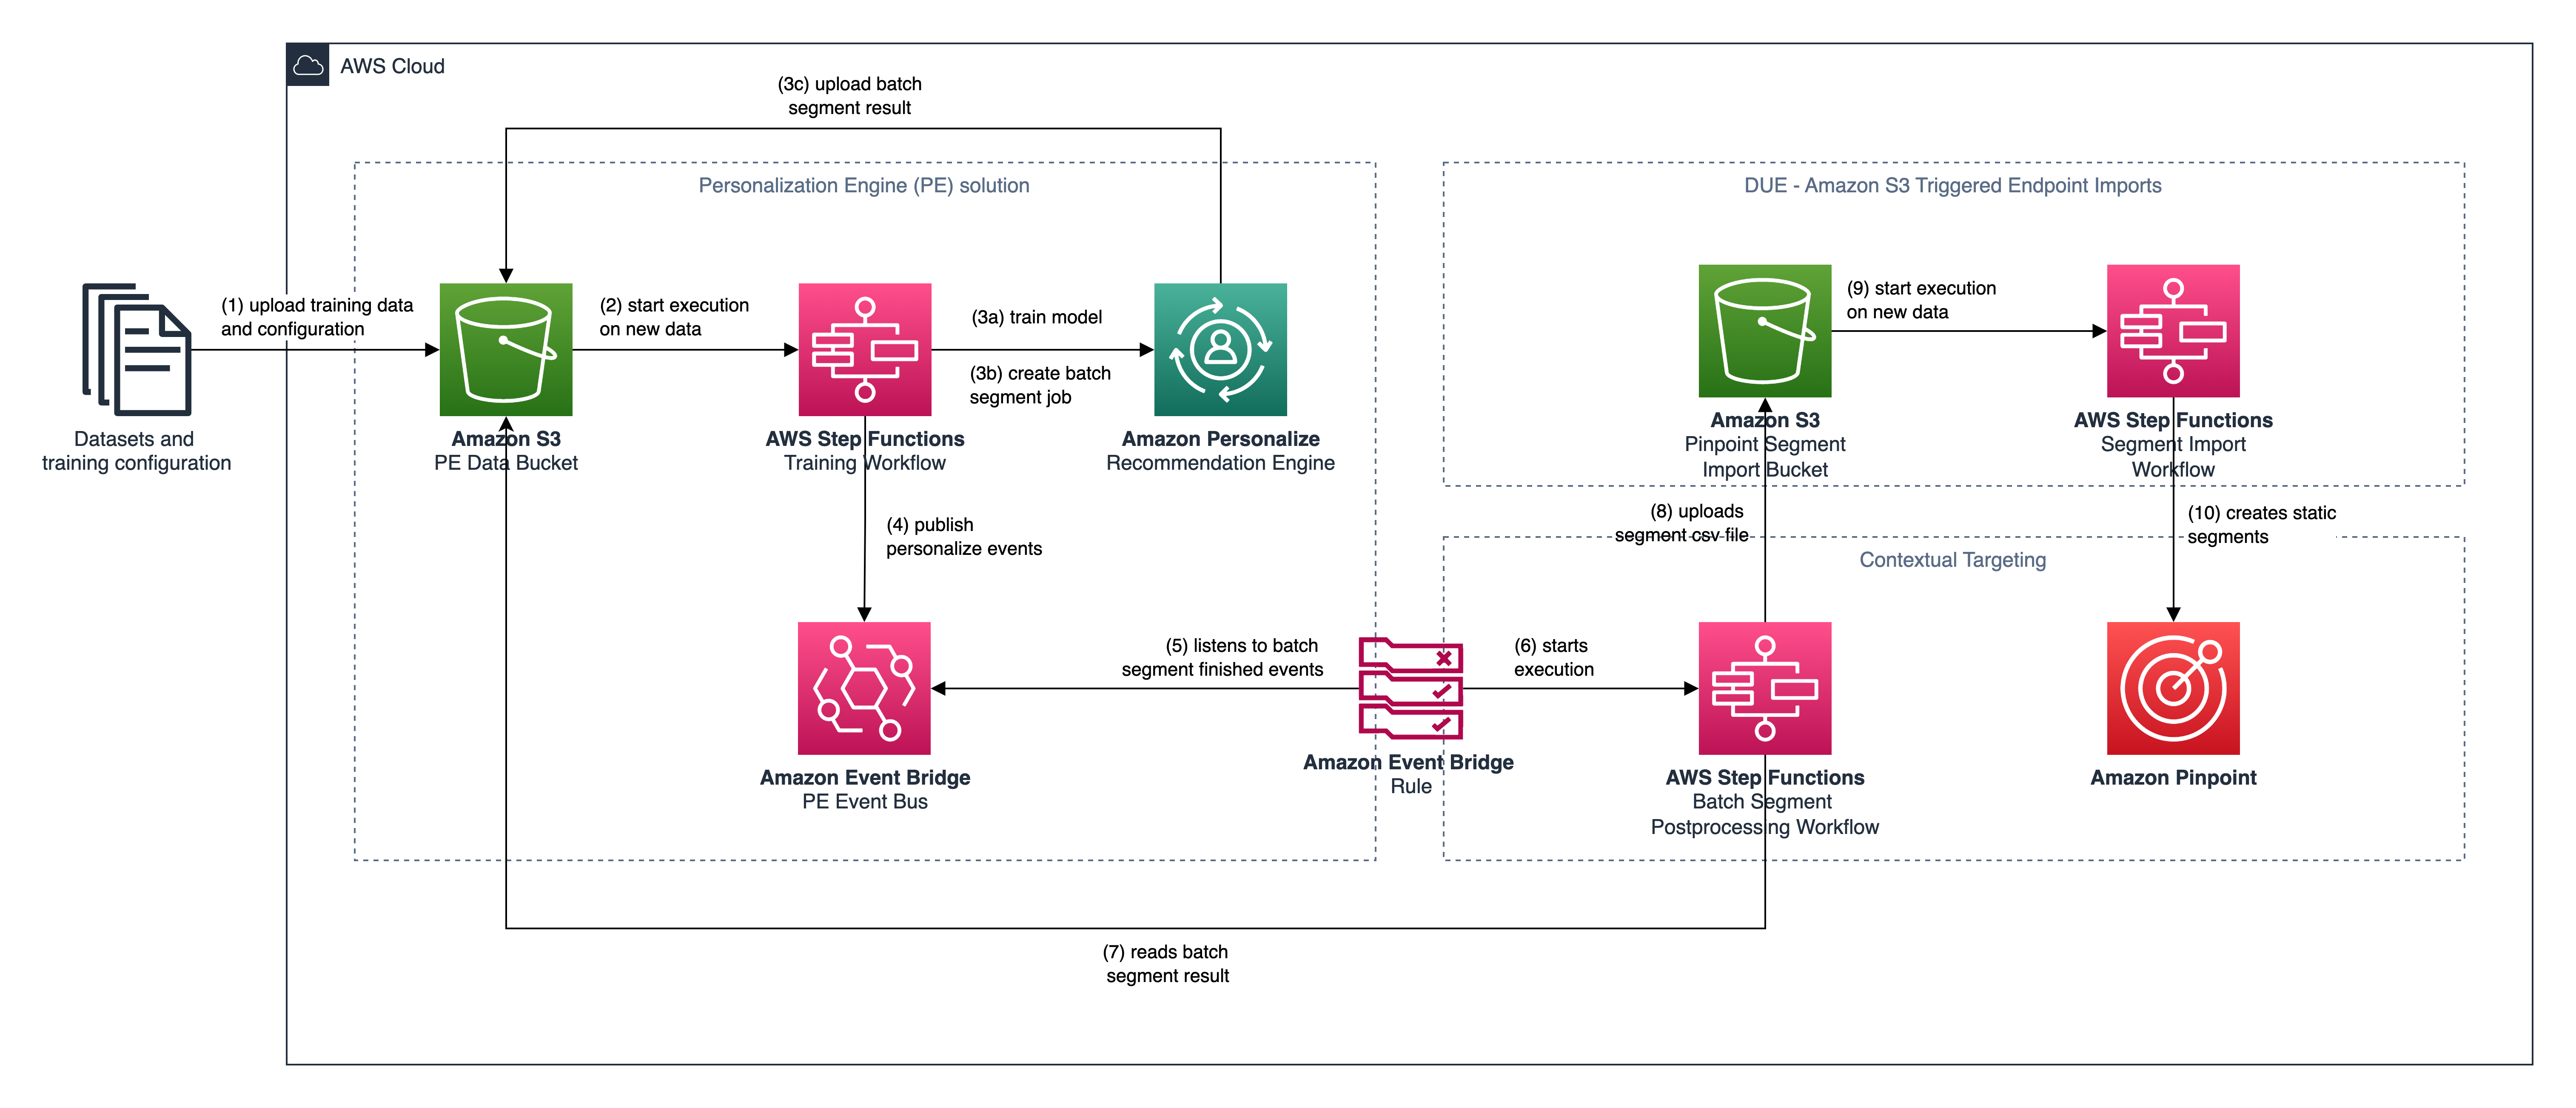 AWS Cloud
(3c) upload batch
segment result
Personalization Engine (PE) solution
DUE - Amazon S3 Triggered Endpoint Imports
(1) upload training data
and configuration
(2) start execution
on new data
(3a) train model
(3b) create batch
segment job
(9) start execution
on new data
Datasets and
training configuration
Amazon S3
PE Data Bucket
AWS Step Functions
Training Workflow
Amazon Personalize
Recommendation Engine
Amazon S3
Pinpoint Segment
Import Bucket
AWS Step Functions
Segment Import
Workflow
(4) publish
personalize events
(8) uploads
segment csv file
(10) creates static
segments
Contextual Targeting
(5) listens to batch
segment finished events
(6) starts
execution
Amazon Event Bridge
PE Event Bus
Amazon Event Bridge
Rule
AWS Step Functions
Batch Segment
Postprocessing Workflow
Amazon Pinpoint
(7) reads batch
segment result